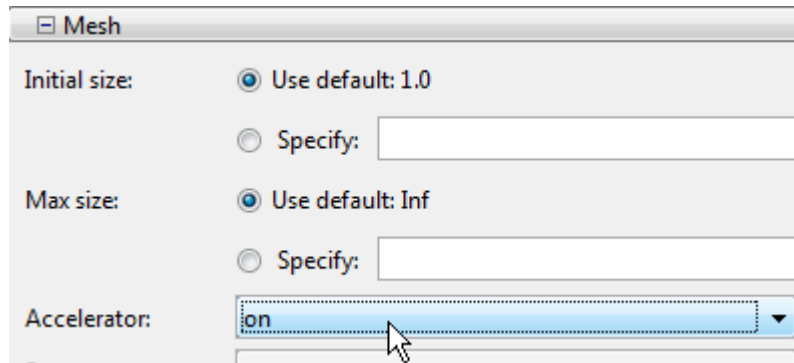 Mesh
Initial size: Use default: 1.0
Specify:
Max size: Use default: Inf
Specify:
Accelerator: on